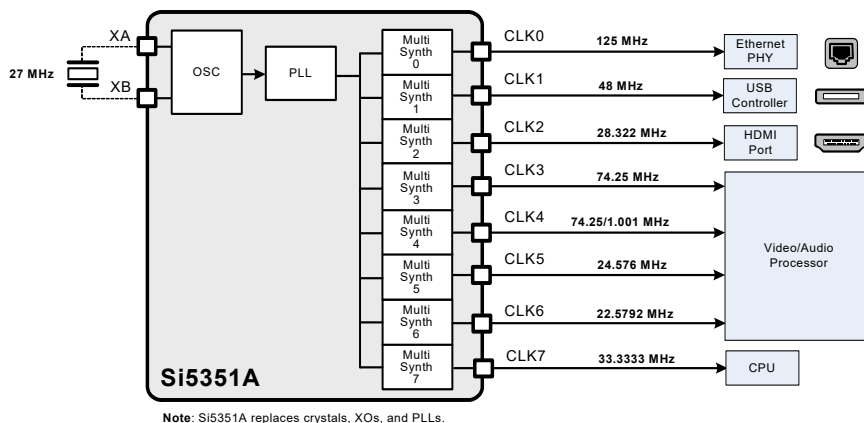 XA
27 MHz
XB
OSC
PLL
Multi
Synth
0
Multi
Synth
1
Multi
Synth
2
Multi
Synth
3
Multi
Synth
4
Multi
Synth
5
Multi
Synth
6
Multi
Synth
7
Si5351A
CLK0
125 MHz
Ethernet
PHY
CLK1
48 MHz
USB
Controller
CLK2
28.322 MHz
HDMI
Port
CLK3
74.25 MHz
CLK4
74.25/1.001 MHz
CLK5
24.576 MHz
CLK6
22.5792 MHz
Video/Audio
Processor
CLK7
33.3333 MHz
CPU
Note: Si5351A replaces crystals, XOs, and PLLs.